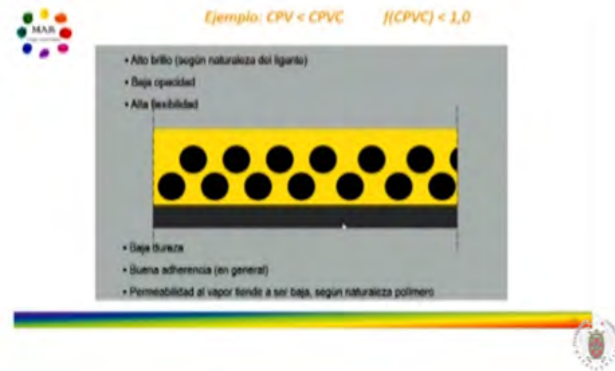 Ejemplo: CPV < CPVC f(CPVC) < 1,0
MAB
• Alto brillo (según naturaleza del ligante)
• Baja opacidad
• Alta flexibilidad
• Baja dureza
• Buena adherencia (en general)
• Permeabilidad al vapor tiende a ser baja, según naturaleza polímero